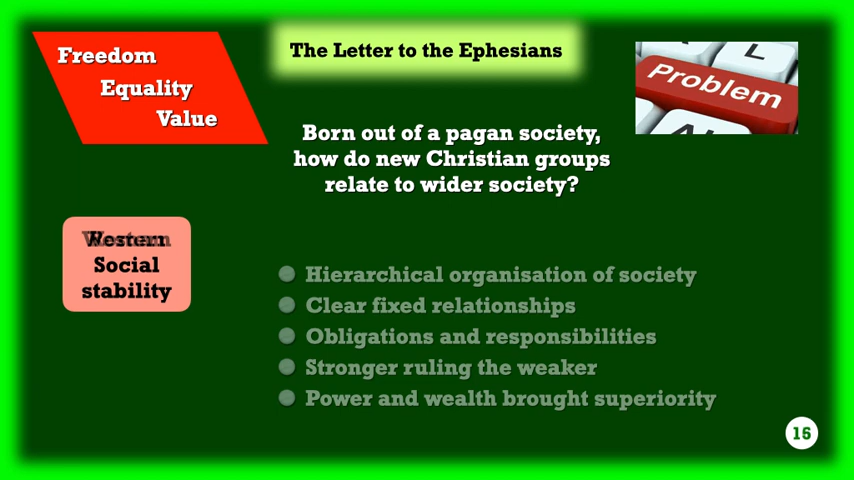 Freedom
Equality
Value
The Letter to the Ephesians
Problem
L
Born out of a pagan society,
how do new Christian groups
relate to wider society?
Social
stability
Hierarchical organisation of society
Clear fixed relationships
Obligations and responsibilities
Stronger ruling the weaker
Power and wealth brought superiority
16